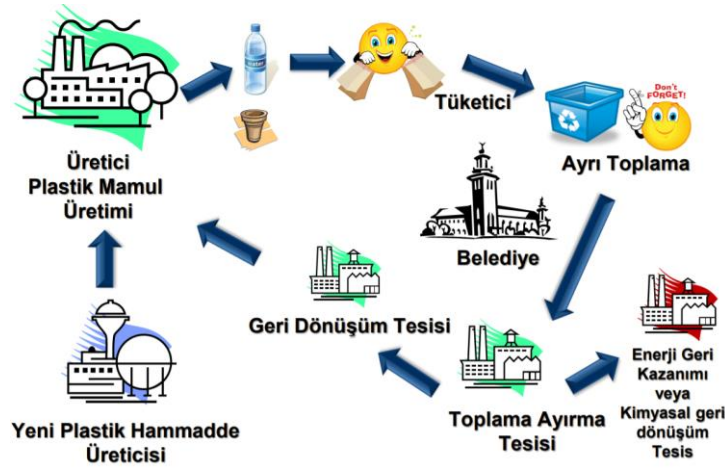 Üretici
Plastik Mamul
Üretimi
Water
Tüketici
Don't
FORGET!
Ayrı Toplama
Belediye
Geri Dönüşüm Tesisi
Toplama Ayırma
Tesisi
Enerji Geri
Kazanımı
veya
Kimyasal geri
dönüşüm
Tesis
Yeni Plastik Hammadde
Üreticisi